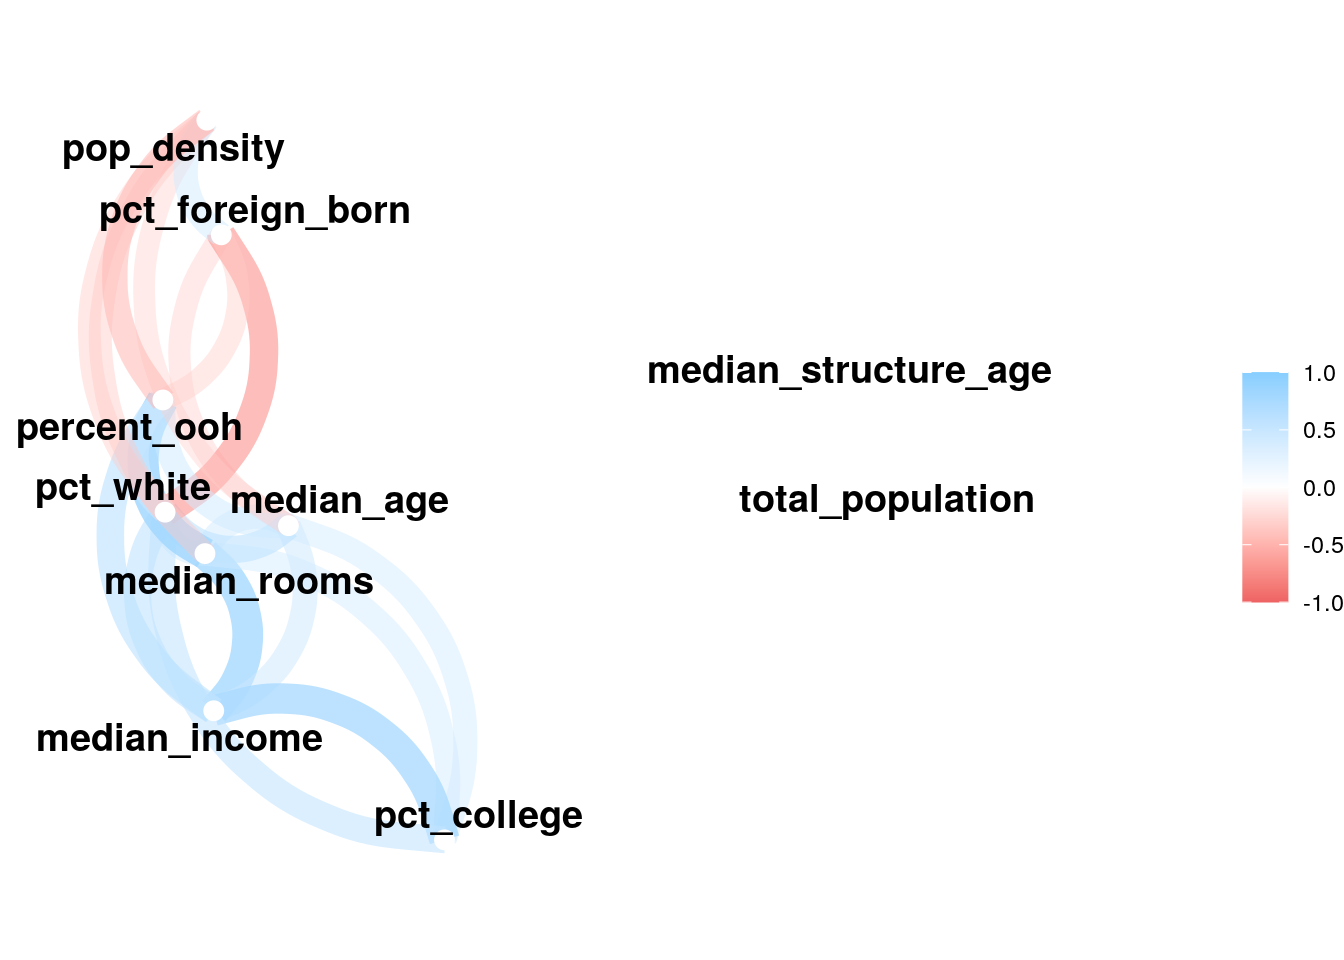 pop_density
pct_foreign_born
median_structure_age
1.0
0.5
percent_ooh
pct_white
median_age
total_population
0.0
-0.5
median_rooms
-1.0
median_income
pct_college